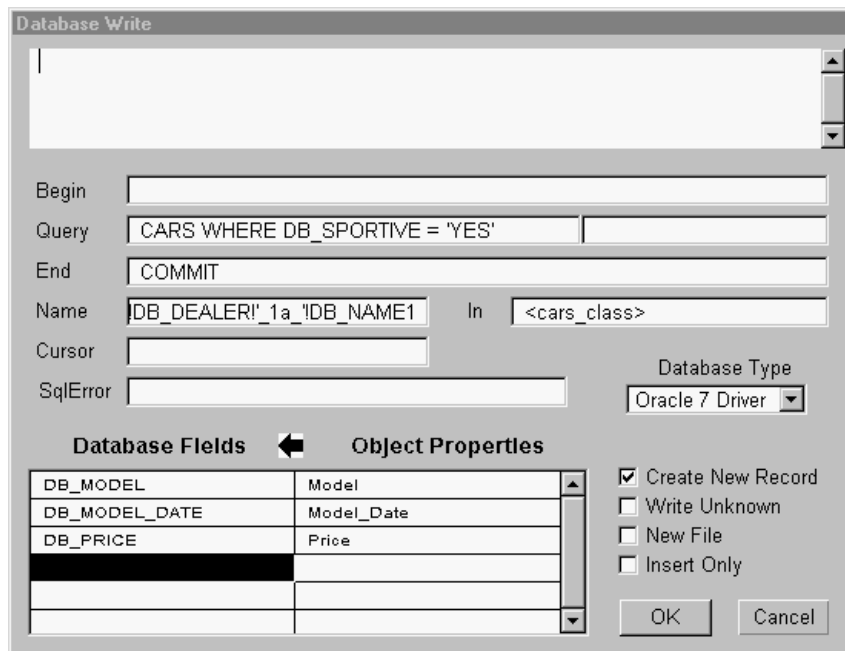 Database Write
Begin
Query CARS WHERE DB_SPORTIVE = 'YES'
End COMMIT
Name !DB_DEALER!'_1a_'!DB_NAME1 In <cars_class>
Cursor
Database Type
SqlError
Oracle 7 Driver
Database Fields Object Properties
DB_MODEL Model
Create New Record
DB_MODEL_DATE Model_Date
Write Unknown
DB_PRICE Price
New File
Insert Only
OK Cancel